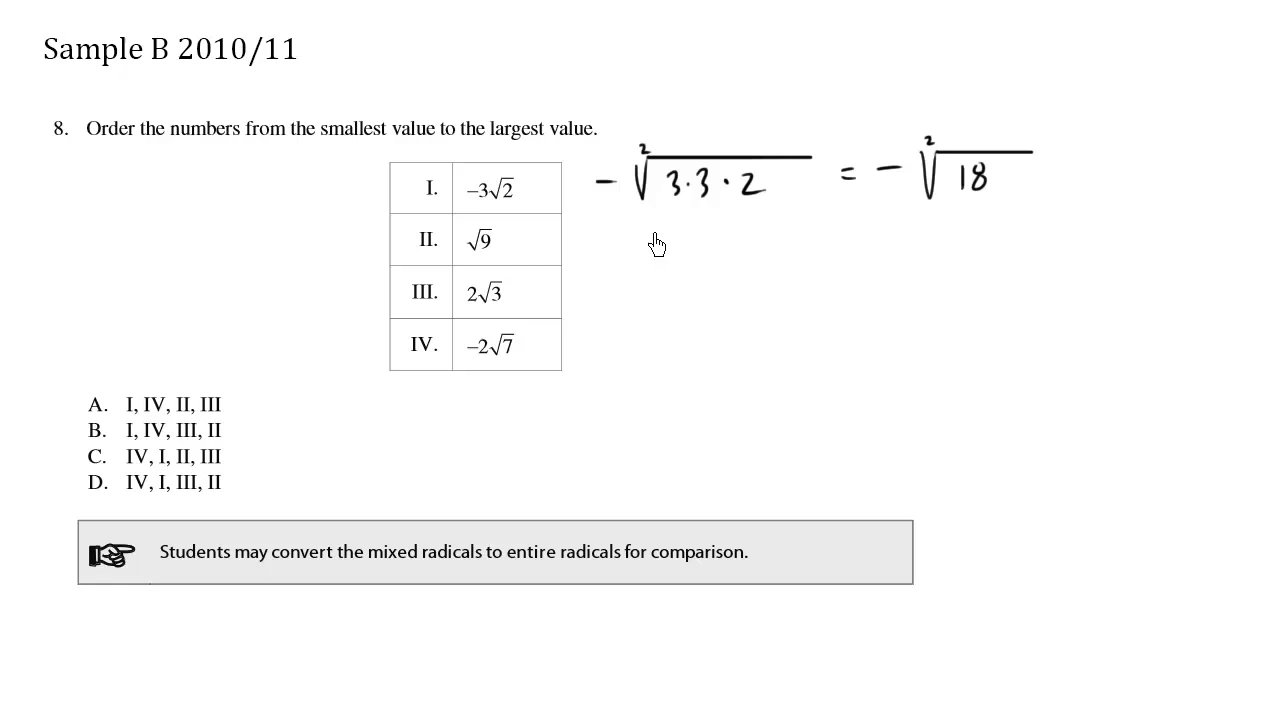 Sample B 2010/11
8. Order the numbers from the smallest value to the largest value.
I. –3√2
II. √9
III. 2√3
IV. –2√7
− ²√3·3·2 = − ²√18
A. I, IV, II, III
B. I, IV, III, II
C. IV, I, II, III
D. IV, I, III, II
Students may convert the mixed radicals to entire radicals for comparison.